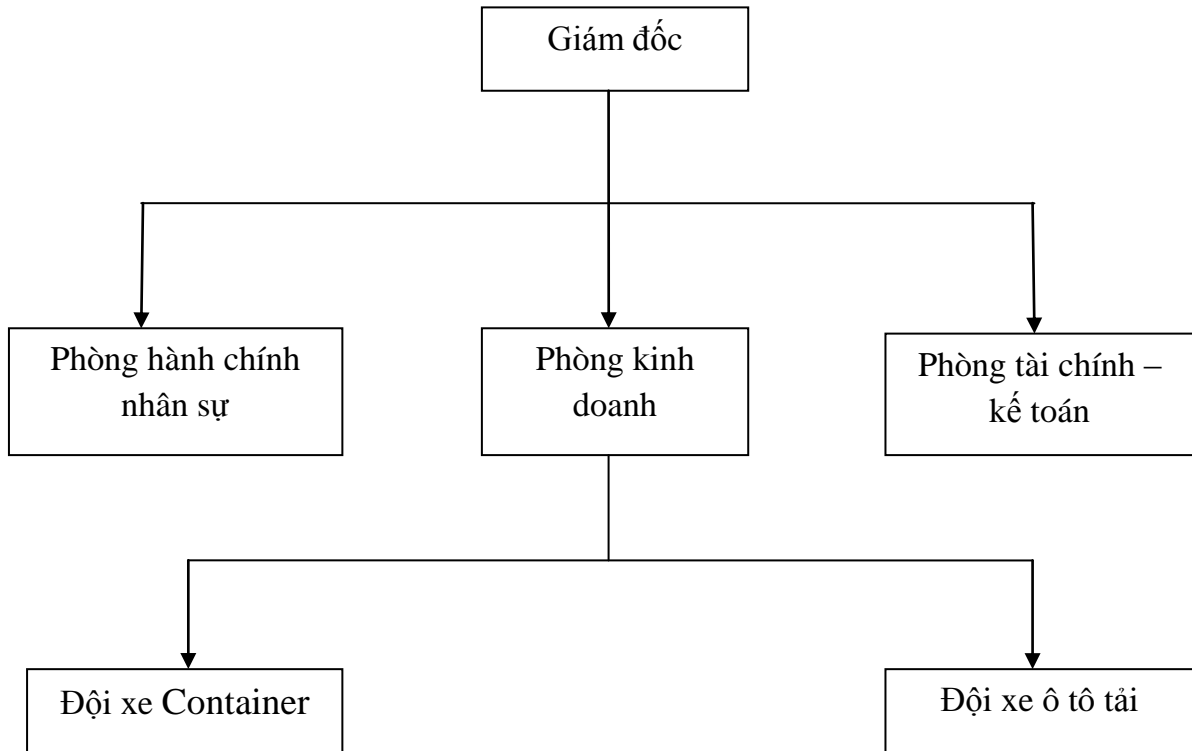 Giám đốc
Phòng hành chính
nhân sự
Phòng kinh
doanh
Phòng tài chính –
kế toán
Đội xe Container
Đội xe ô tô tải